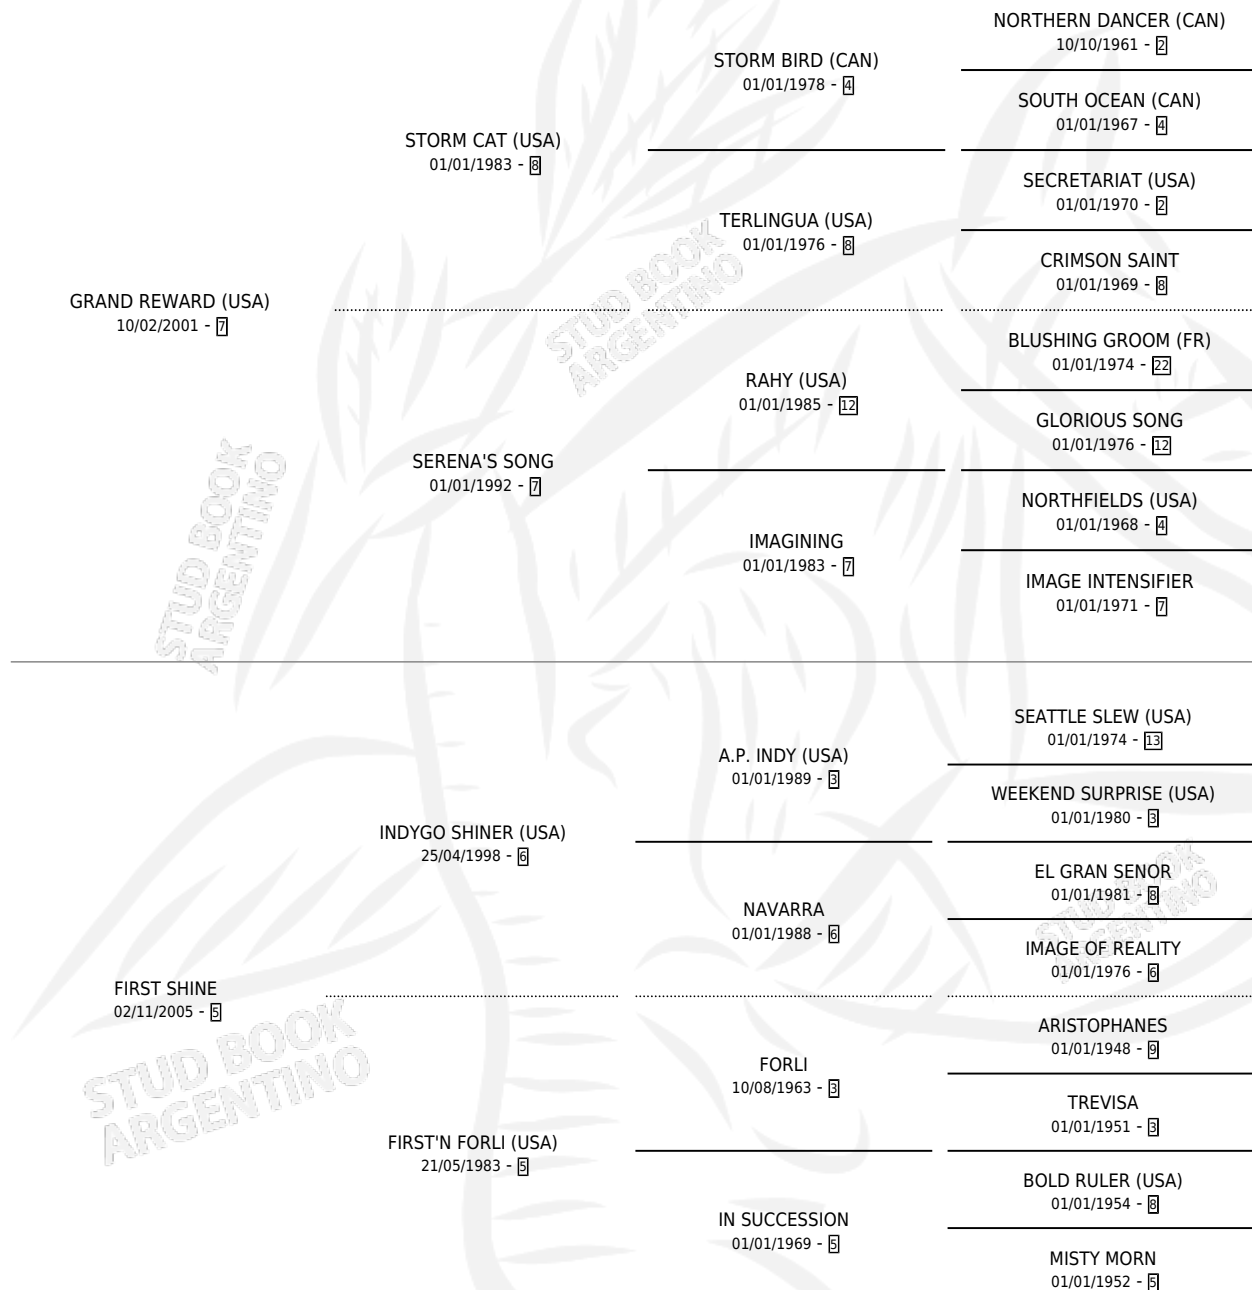 NORTHERN DANCER (CAN)
10/10/1961 - 2
STORM BIRD (CAN)
01/01/1978 - 4
SOUTH OCEAN (CAN)
01/01/1967 - 4
STORM CAT (USA)
01/01/1983 - 8
SECRETARIAT (USA)
01/01/1970 - 2
TERLINGUA (USA)
01/01/1976 - 8
CRIMSON SAINT
01/01/1969 - 8
GRAND REWARD (USA)
10/02/2001 - 7
BLUSHING GROOM (FR)
01/01/1974 - 22
RAHY (USA)
01/01/1985 - 12
GLORIOUS SONG
01/01/1976 - 12
SERENA'S SONG
01/01/1992 - 7
NORTHFIELDS (USA)
01/01/1968 - 4
IMAGINING
01/01/1983 - 7
IMAGE INTENSIFIER
01/01/1971 - 7
SEATTLE SLEW (USA)
01/01/1974 - 13
A.P. INDY (USA)
01/01/1989 - 3
WEEKEND SURPRISE (USA)
01/01/1980 - 3
INDYGO SHINER (USA)
25/04/1998 - 6
EL GRAN SENOR
01/01/1981 - 8
NAVARRA
01/01/1988 - 6
IMAGE OF REALITY
01/01/1976 - 6
FIRST SHINE
02/11/2005 - 5
ARISTOPHANES
01/01/1948 - 9
FORLI
10/08/1963 - 3
TREVISA
01/01/1951 - 3
FIRST'N FORLI (USA)
21/05/1983 - 5
BOLD RULER (USA)
01/01/1954 - 8
IN SUCCESSION
01/01/1969 - 5
MISTY MORN
01/01/1952 - 5
STUD BOOK
ARGENTINO
STUD BOOK
ARGENTINO
STUD BOOK
ARGENTINO
STUD BOOK
ARGENTINO